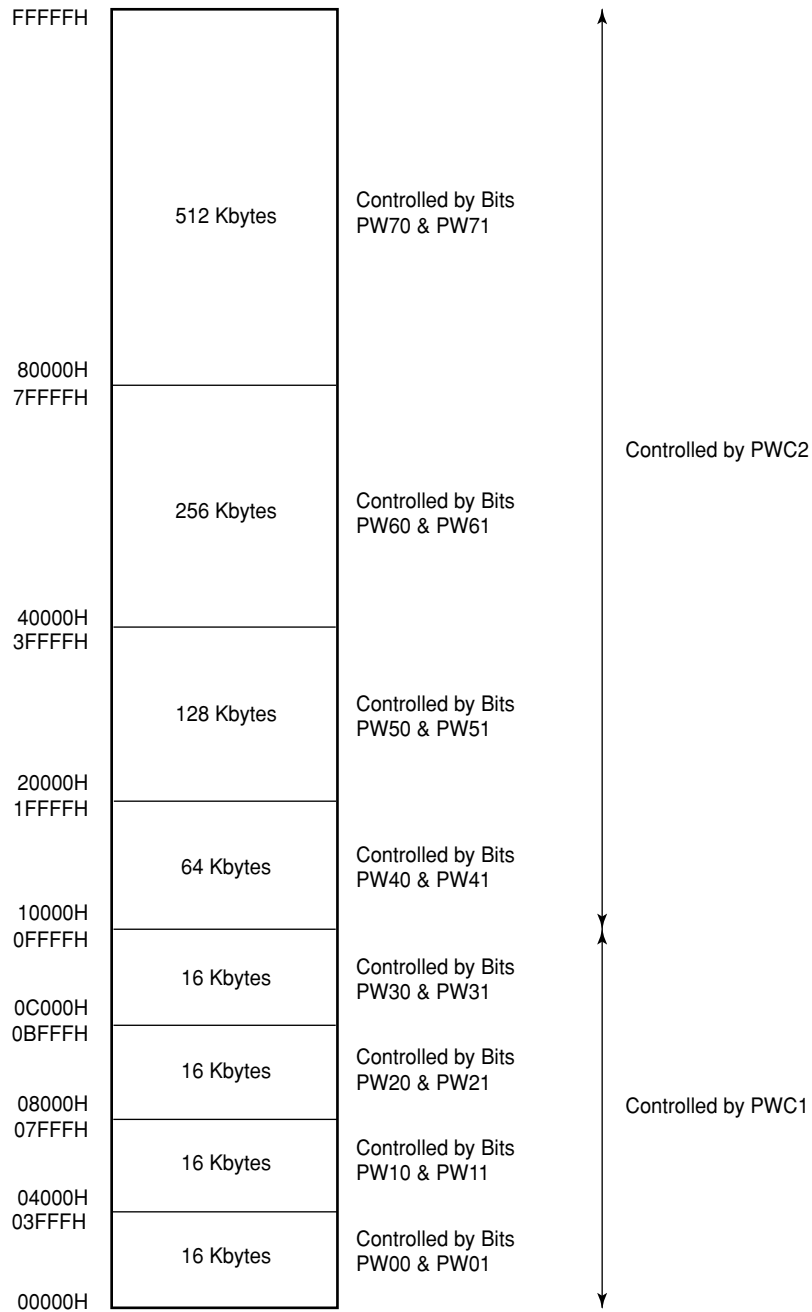 FFFFFH
512 Kbytes
Controlled by Bits
PW70 & PW71
80000H
7FFFFH
Controlled by PWC2
256 Kbytes
Controlled by Bits
PW60 & PW61
40000H
3FFFFH
128 Kbytes
Controlled by Bits
PW50 & PW51
20000H
1FFFFH
64 Kbytes
Controlled by Bits
PW40 & PW41
10000H
0FFFFH
16 Kbytes
Controlled by Bits
PW30 & PW31
0C000H
0BFFFH
16 Kbytes
Controlled by Bits
PW20 & PW21
08000H
07FFFH
Controlled by PWC1
16 Kbytes
Controlled by Bits
PW10 & PW11
04000H
03FFFH
16 Kbytes
Controlled by Bits
PW00 & PW01
00000H